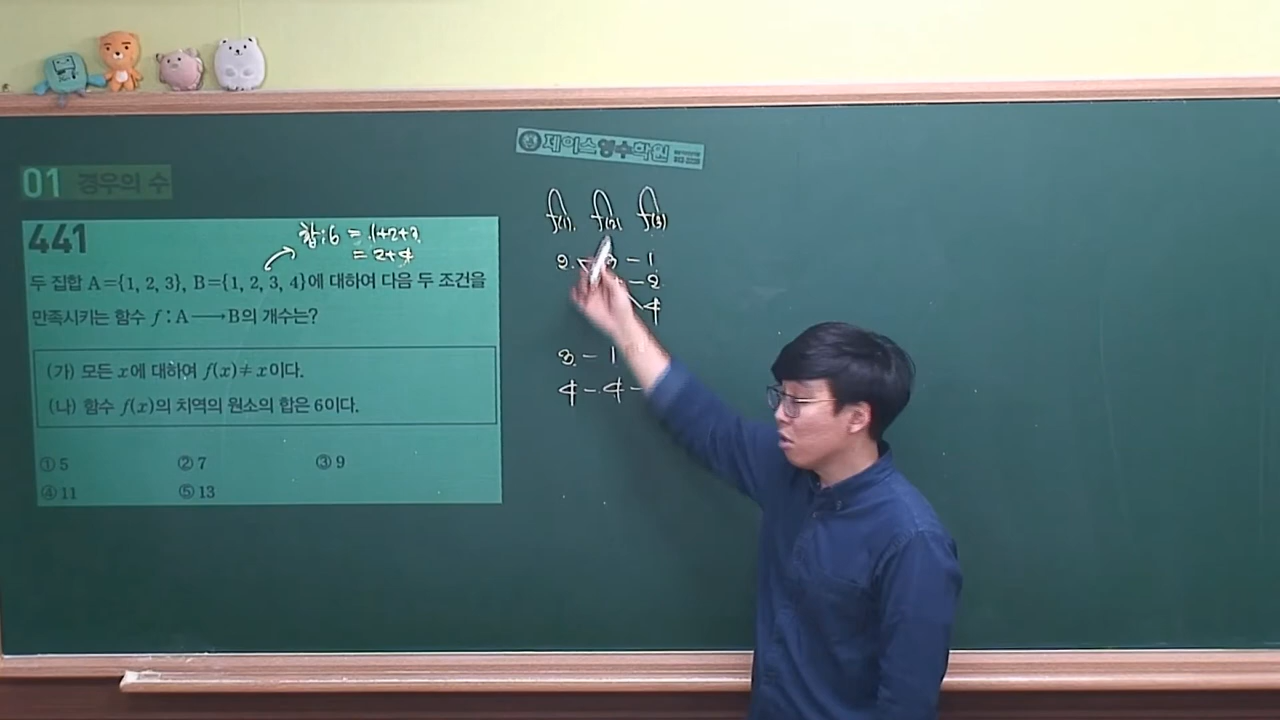 제이스영수학원
01 경우의 수
441
합:6 = 1+2+3
= 2+4
두 집합 A={1, 2, 3}, B={1, 2, 3, 4}에 대하여 다음 두 조건을
만족시키는 함수 f : A ⟶ B의 개수는?
(가) 모든 x에 대하여 f(x)≠x이다.
(나) 함수 f(x)의 치역의 원소의 합은 6이다.
① 5 ② 7 ③ 9
④ 11 ⑤ 13
f(1) f(2) f(3)
2 3 - 1
- 2
4
3 - 1
4 - 4 -